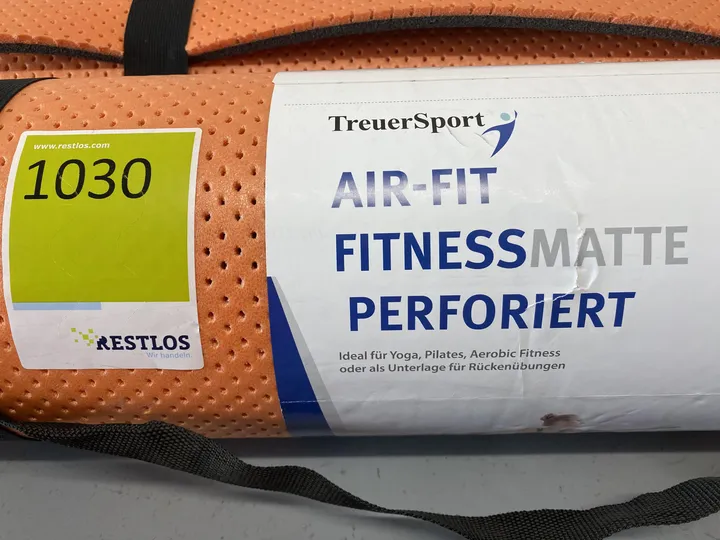 www.restlos.com
1030
RESTLOS
Wir handeln.
TreuerSport
AIR-FIT
FITNESSMATTE
PERFORIERT
Ideal für Yoga, Pilates, Aerobic Fitness
oder als Unterlage für Rückenübungen